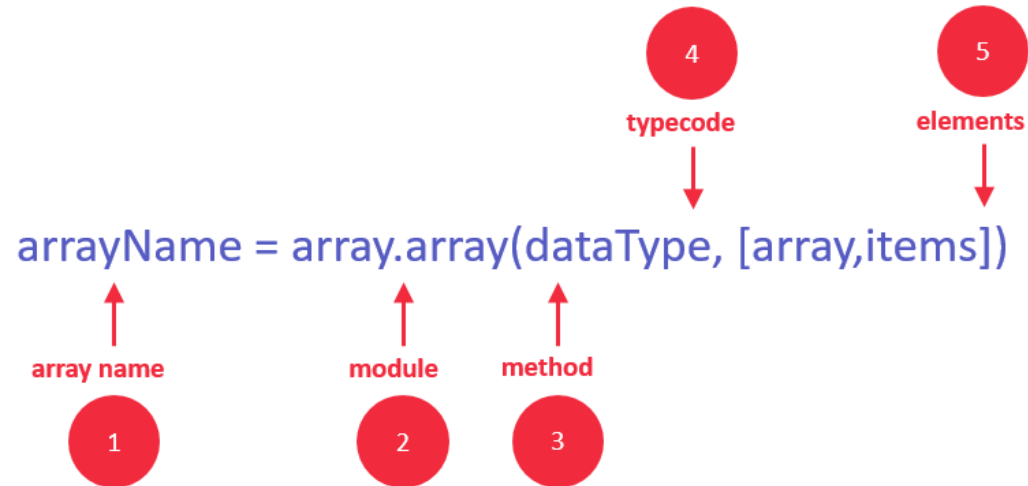 4
5
typecode
elements
arrayName = array.array(dataType, [array,items])
array name
module
method
1
2
3